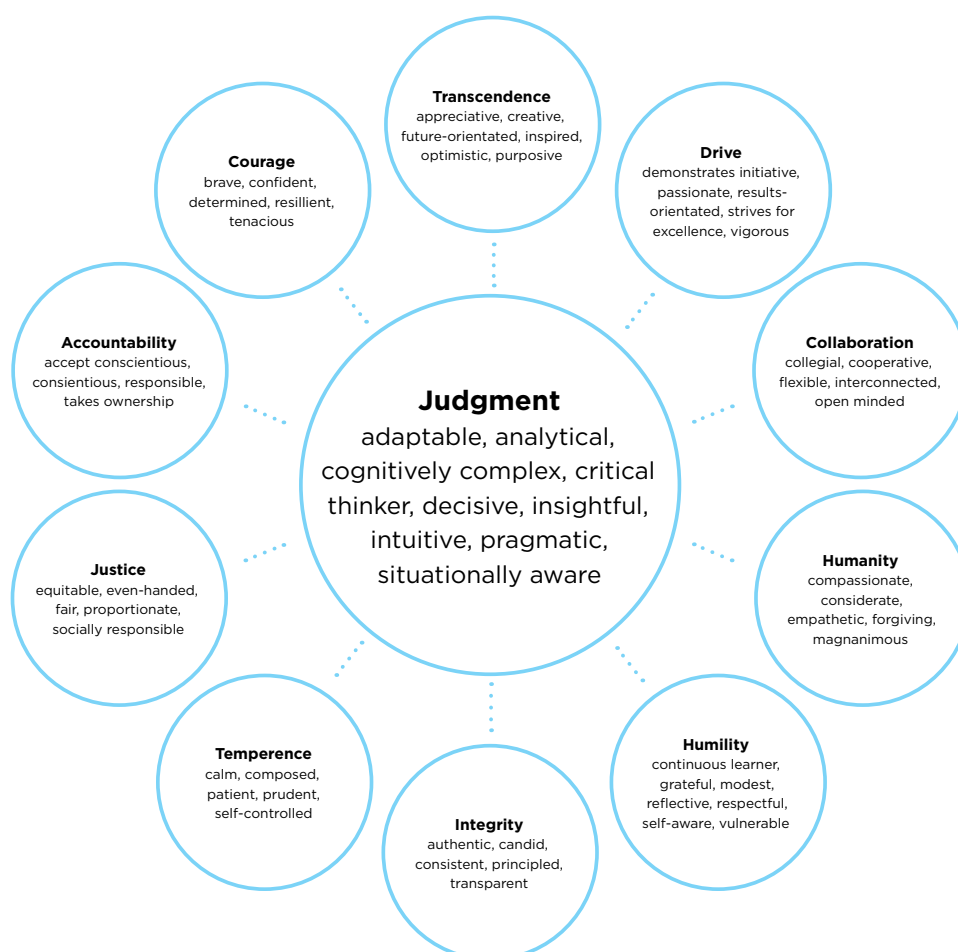 Transcendence
appreciative, creative,
future-orientated, inspired,
optimistic, purposive
Drive
demonstrates initiative,
passionate, results-
orientated, strives for
excellence, vigorous
Collaboration
collegial, cooperative,
flexible, interconnected,
open minded
Humanity
compassionate,
considerate,
empathetic, forgiving,
magnanimous
Humility
continuous learner,
grateful, modest,
reflective, respectful,
self-aware, vulnerable
Integrity
authentic, candid,
consistent, principled,
transparent
Temperence
calm, composed,
patient, prudent,
self-controlled
Justice
equitable, even-handed,
fair, proportionate,
socially responsible
Accountability
accept conscientious,
consientious, responsible,
takes ownership
Courage
brave, confident,
determined, resillient,
tenacious
Judgment
adaptable, analytical,
cognitively complex, critical
thinker, decisive, insightful,
intuitive, pragmatic,
situationally aware